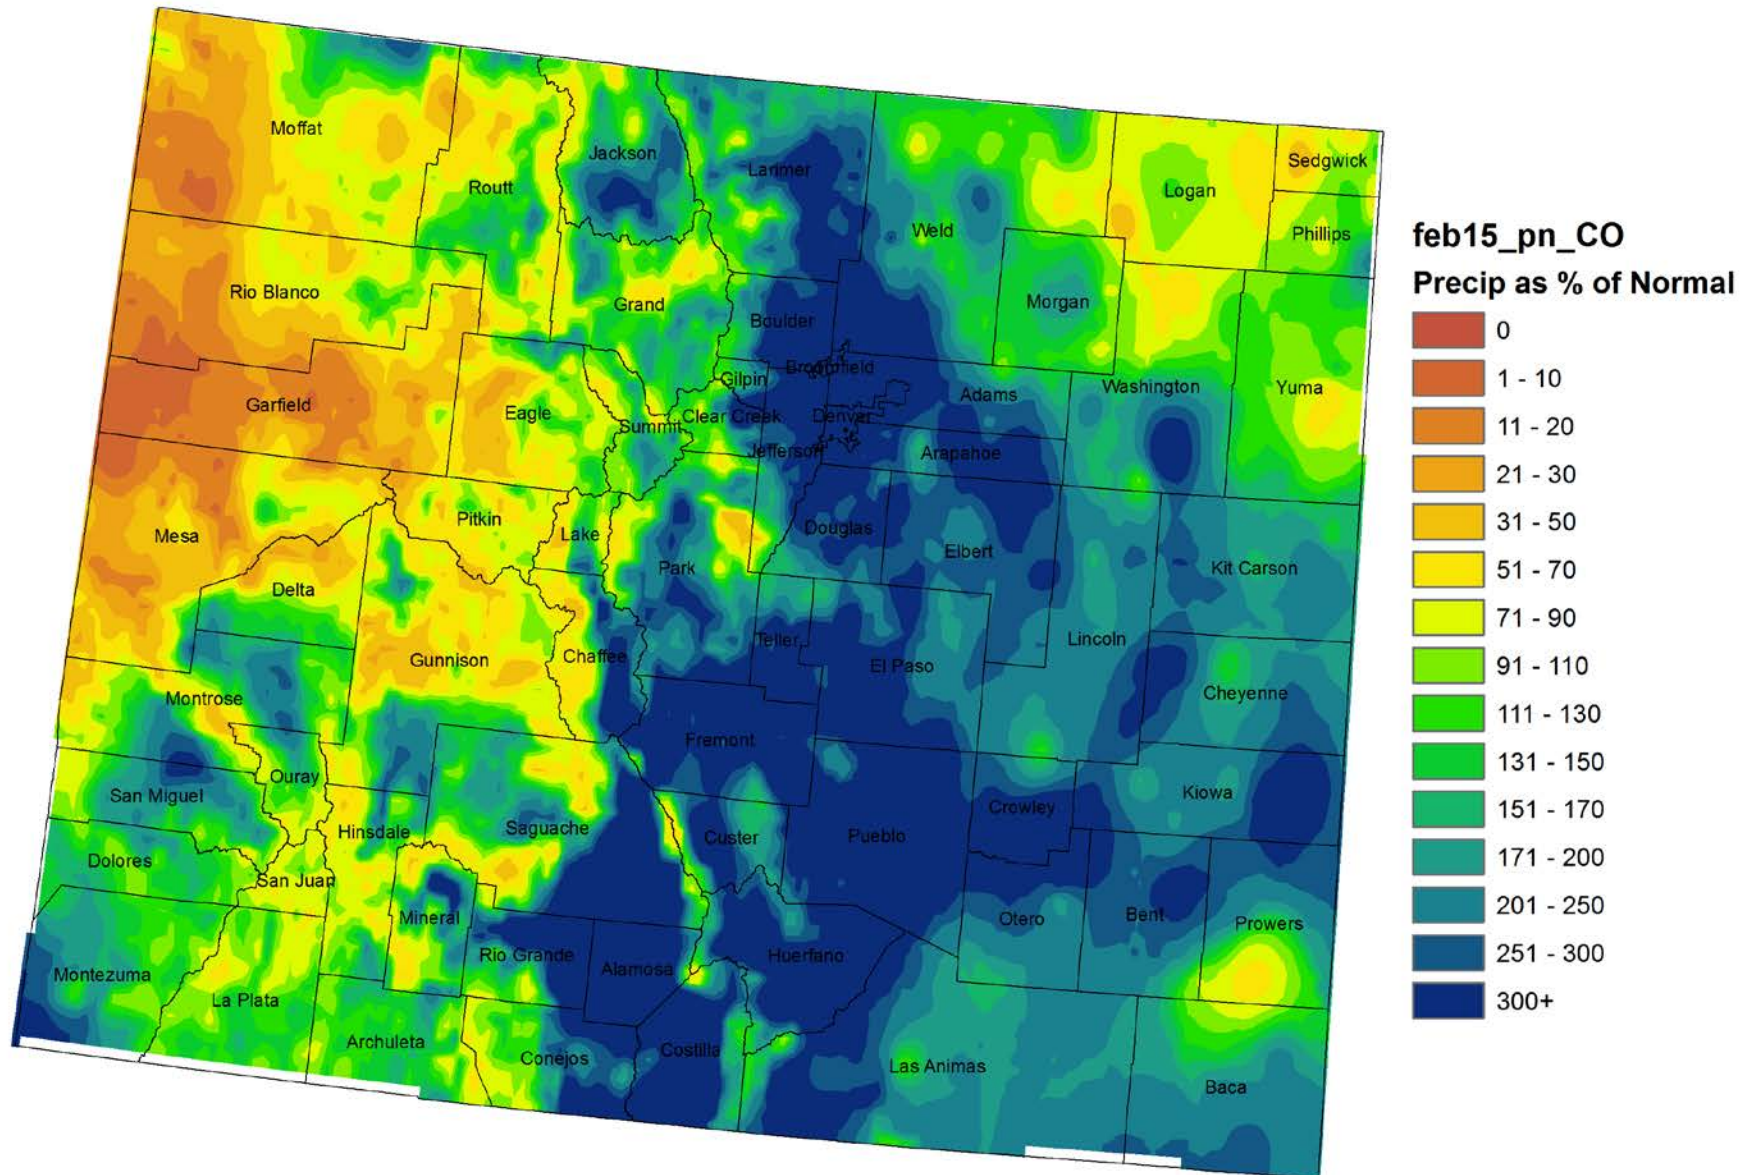 Moffat
Routt
Jackson
Larimer
Weld
Logan
Sedgwick
Phillips
Morgan
Rio Blanco
Grand
Boulder
Broomfield
Gilpin
Garfield
Eagle
Summit
Clear Creek
Denver
Adams
Washington
Yuma
Jefferson
Arapahoe
Mesa
Pitkin
Lake
Park
Douglas
Elbert
Kit Carson
Delta
Gunnison
Chaffee
Teller
El Paso
Lincoln
Cheyenne
Montrose
Fremont
Ouray
San Miguel
Hinsdale
Saguache
Custer
Pueblo
Crowley
Kiowa
Dolores
San Juan
Mineral
Rio Grande
Alamosa
Huerfano
Otero
Bent
Prowers
Montezuma
La Plata
Archuleta
Conejos
Costilla
Las Animas
Baca
feb15_pn_CO
Precip as % of Normal
0
1 - 10
11 - 20
21 - 30
31 - 50
51 - 70
71 - 90
91 - 110
111 - 130
131 - 150
151 - 170
171 - 200
201 - 250
251 - 300
300+